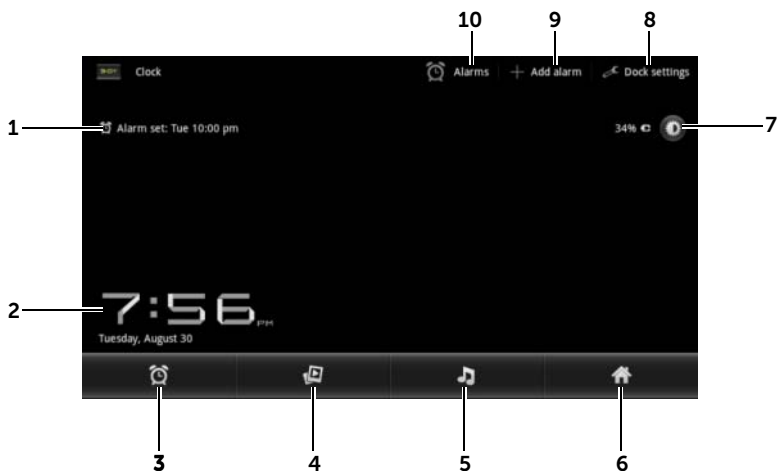 10 9 8
Clock Alarms Add alarm Dock settings
1 Alarm set: Tue 10:00 pm 34% 7
2 7:56 PM
Tuesday, August 30
3 4 5 6